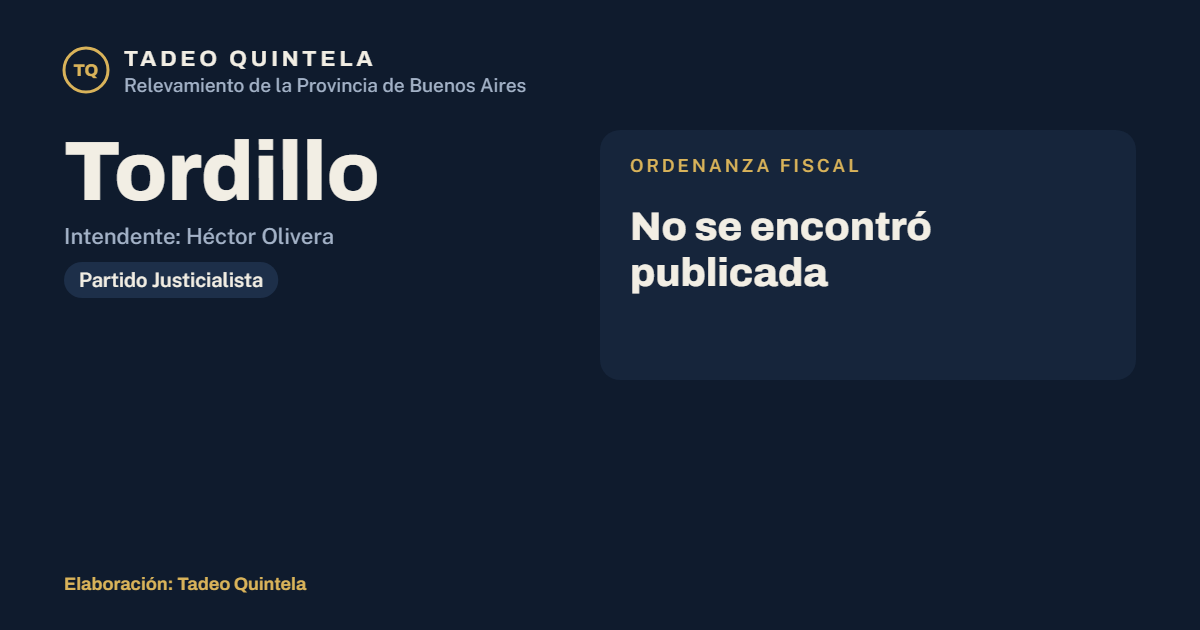 TQ
TADEO QUINTELA
Relevamiento de la Provincia de Buenos Aires
Tordillo
Intendente: Héctor Olivera
Partido Justicialista
ORDENANZA FISCAL
No se encontró
publicada
Elaboración: Tadeo Quintela